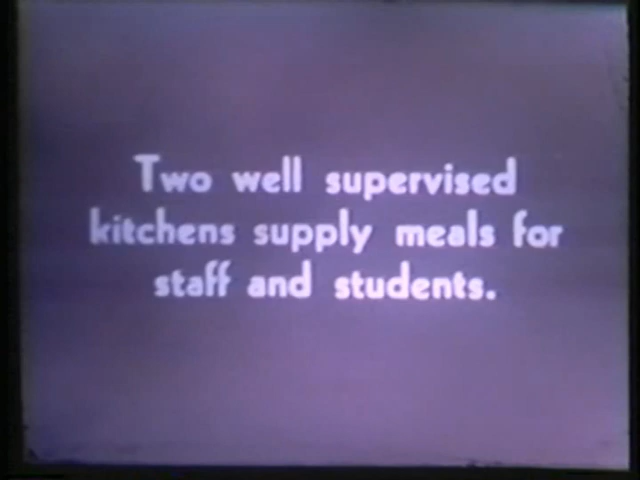 Two well supervised
kitchens supply meals for
staff and students.